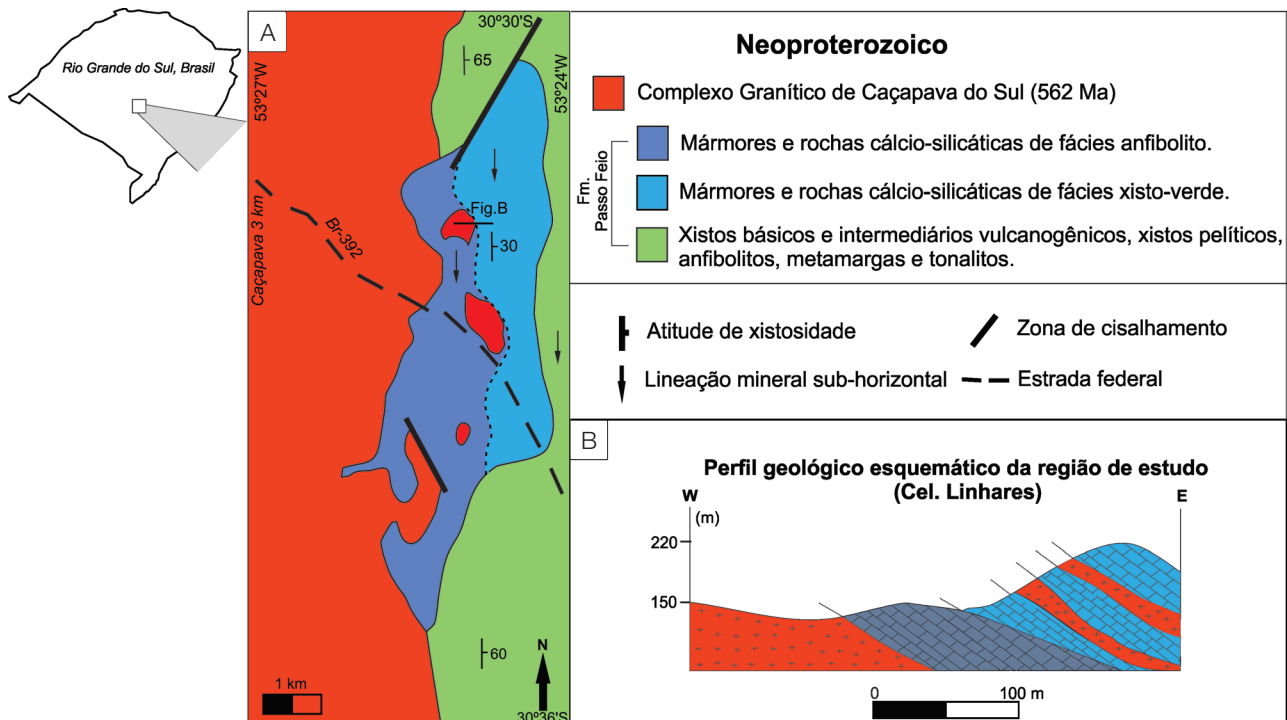 Rio Grande do Sul, Brasil
A
30º30'S
53º27'W
53º24'W
65
Caçapava 3 km
Br-392
Fig.B
30
60
1 km
N
30º36'S
Neoproterozoico
Complexo Granítico de Caçapava do Sul (562 Ma)
Fm.
Passo Feio
Mármores e rochas cálcio-silicáticas de fácies anfibolito.
Mármores e rochas cálcio-silicáticas de fácies xisto-verde.
Xistos básicos e intermediários vulcanogênicos, xistos pelíticos,
anfibolitos, metamargas e tonalitos.
Atitude de xistosidade
Zona de cisalhamento
Lineação mineral sub-horizontal
Estrada federal
B
Perfil geológico esquemático da região de estudo
(Cel. Linhares)
W
E
(m)
220
150
0
100 m